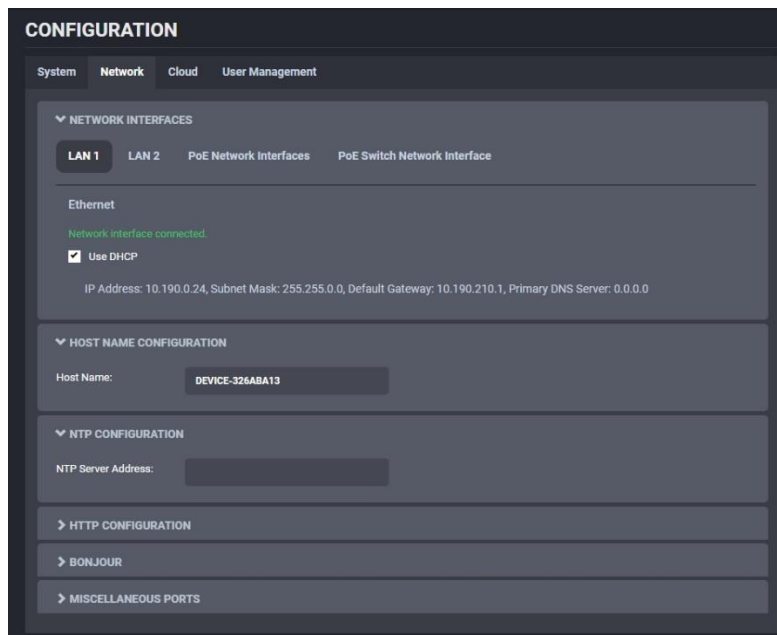 CONFIGURATION
System Network Cloud User Management
NETWORK INTERFACES
LAN 1 LAN 2 PoE Network Interfaces PoE Switch Network Interface
Ethernet
Network interface connected.
Use DHCP
IP Address: 10.190.0.24, Subnet Mask: 255.255.0.0, Default Gateway: 10.190.210.1, Primary DNS Server: 0.0.0.0
HOST NAME CONFIGURATION
Host Name: DEVICE-326ABA13
NTP CONFIGURATION
NTP Server Address:
HTTP CONFIGURATION
BONJOUR
MISCELLANEOUS PORTS